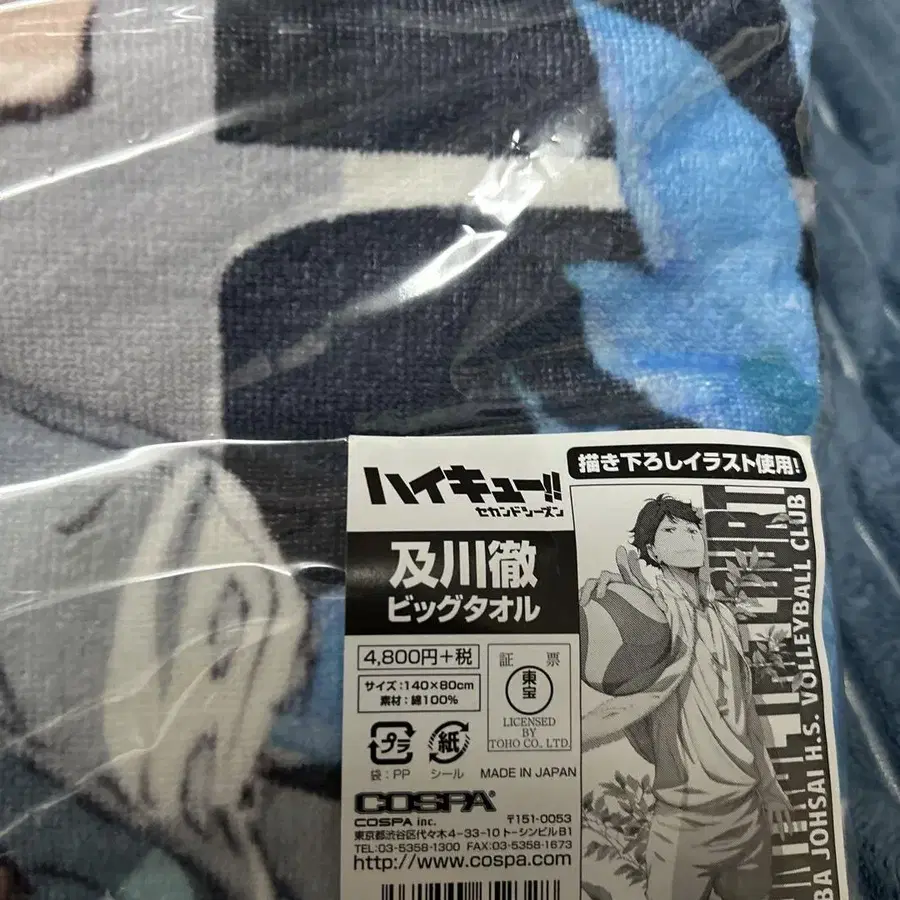 ハイキュー!!
セカンドシーズン
描き下ろしイラスト使用!
及川徹
ビッグタオル
4,800円+税
サイズ:140×80cm
素材:綿100%
証 票
東宝
LICENSED
BY
TOHO CO., LTD.
プラ
紙
袋:PP
シール
MADE IN JAPAN
COSPA
COSPA inc.
〒151-0053
東京都渋谷区代々木4-33-10 トーシンビルB1
TEL:03-5358-1300 FAX:03-5358-1673
http://www.cospa.com
BA JOHSAI H.S. VOLLEYBALL CLUB